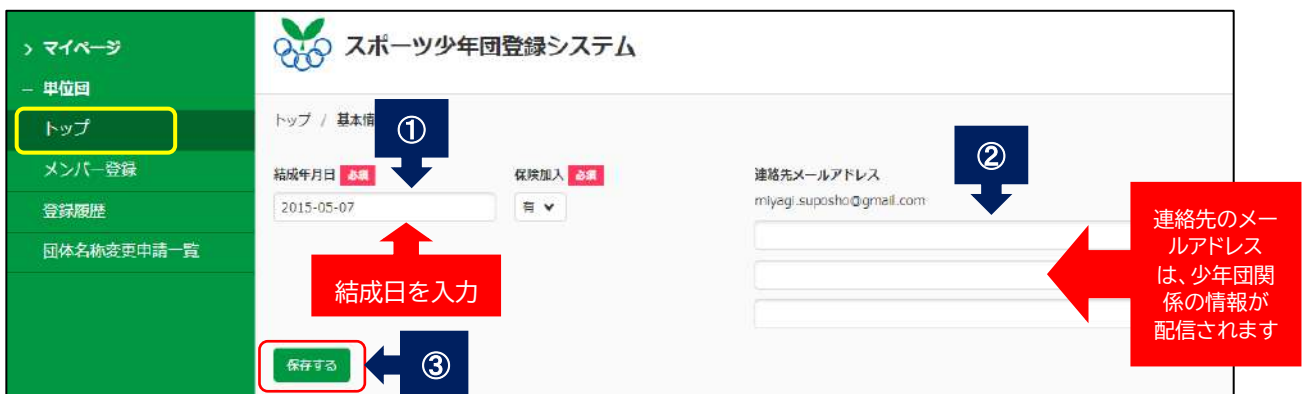 > マイページ
− 単位団
トップ
メンバー登録
登録履歴
団体名称変更申請一覧
スポーツ少年団登録システム
トップ / 基本情
①
結成年月日 必須
保険加入 必須
連絡先メールアドレス
②
2015-05-07
有
miyagi.suposho@gmail.com
結成日を入力
連絡先のメー
ルアドレス
は、少年団関
係の情報が
配信されます
保存する
③